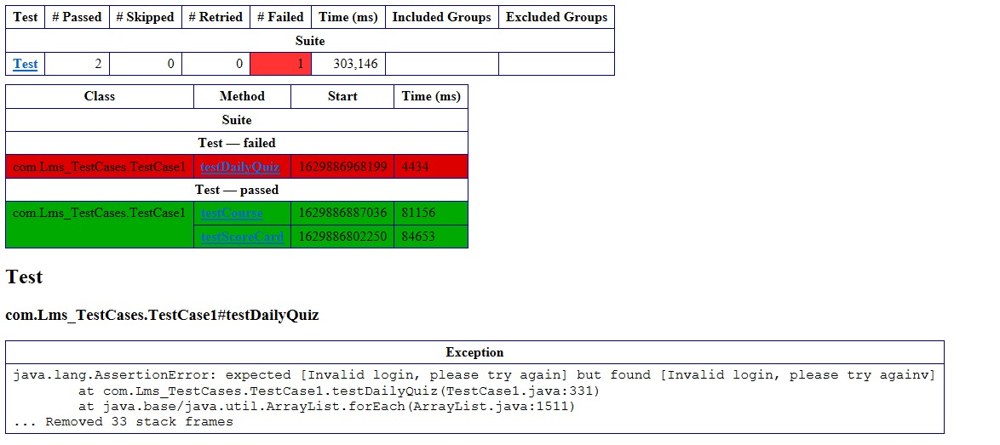 Test # Passed # Skipped # Retried # Failed Time (ms) Included Groups Excluded Groups
Suite
Test 2 0 0 1 303,146
Class Method Start Time (ms)
Suite
Test — failed
com.Lms_TestCases.TestCase1 testDailyQuiz 1629886968199 4434
Test — passed
com.Lms_TestCases.TestCase1 testCourse 1629886887036 81156
testScoreCard 1629886802250 84653
Test
com.Lms_TestCases.TestCase1#testDailyQuiz
Exception
java.lang.AssertionError: expected [Invalid login, please try again] but found [Invalid login, please try againv]
at com.Lms_TestCases.TestCase1.testDailyQuiz(TestCase1.java:331)
at java.base/java.util.ArrayList.forEach(ArrayList.java:1511)
... Removed 33 stack frames